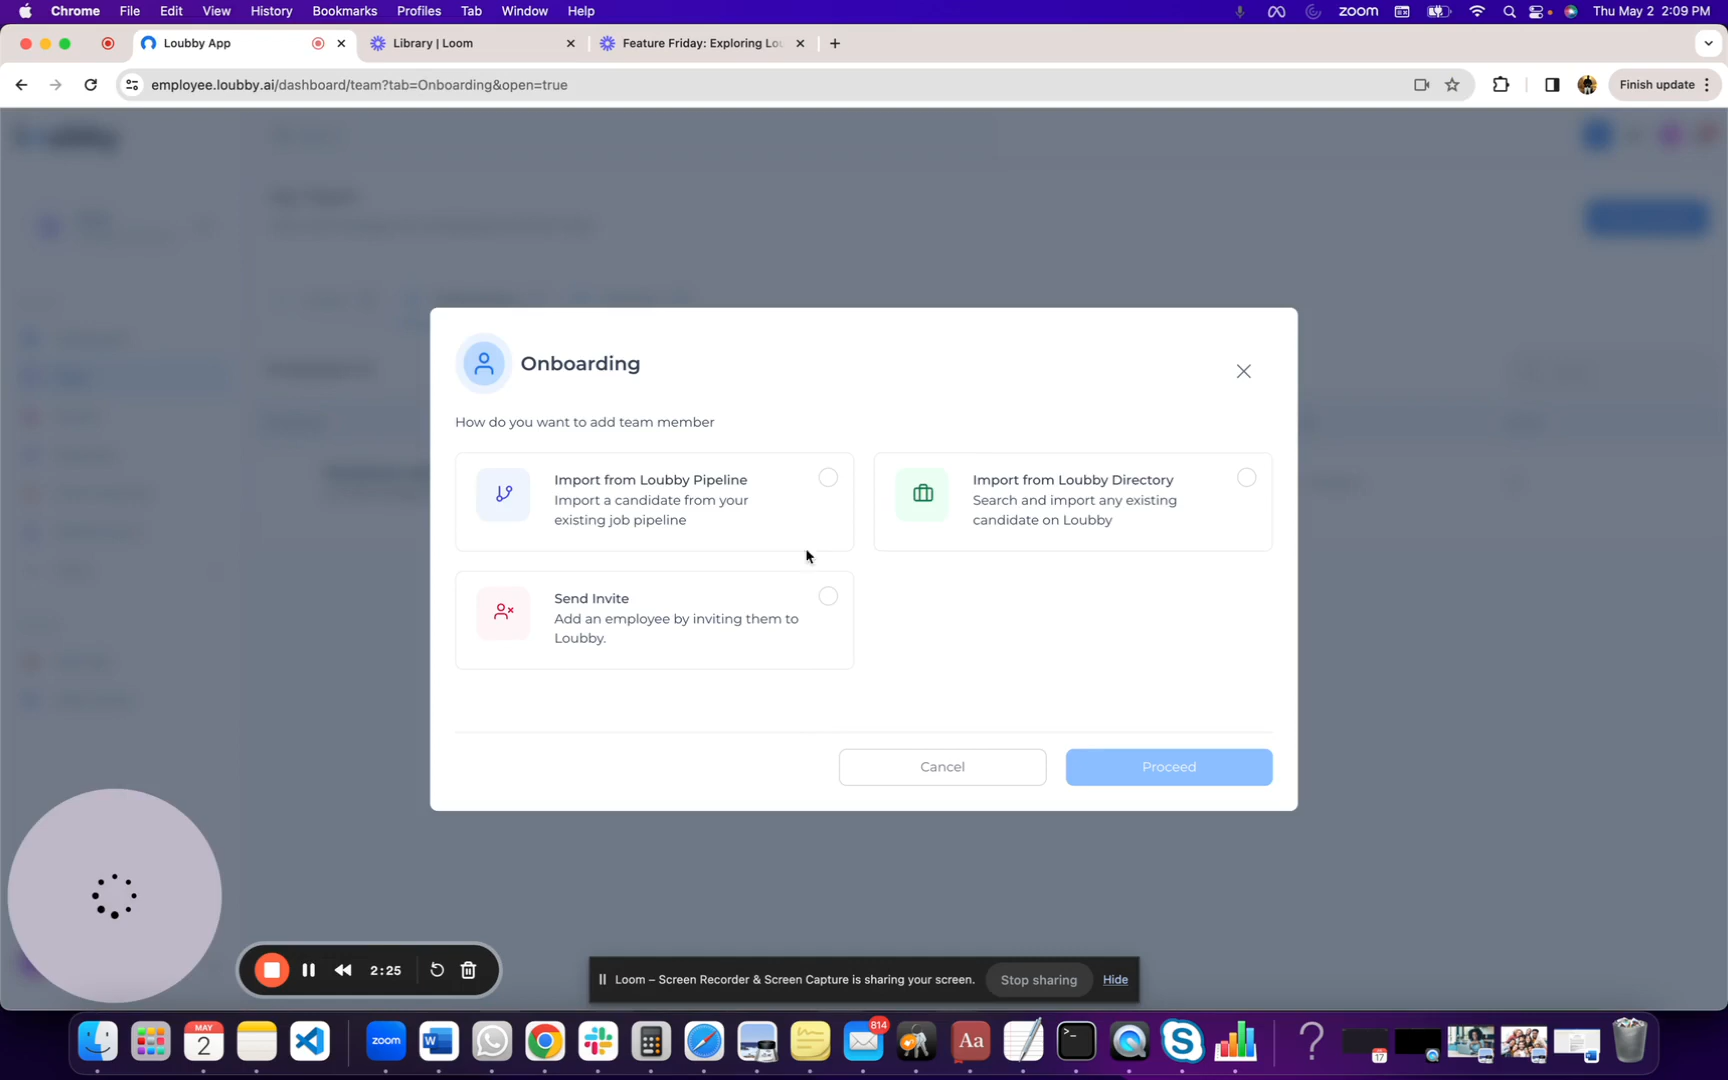 Chrome File Edit View History Bookmarks Profiles Tab Window Help zoom Thu May 2 2:09 PM
Loubby App Library | Loom Feature Friday: Exploring Lou
employee.loubby.ai/dashboard/team?tab=Onboarding&open=true Finish update
Onboarding
How do you want to add team member
Import from Loubby Pipeline
Import a candidate from your
existing job pipeline
Import from Loubby Directory
Search and import any existing
candidate on Loubby
Send Invite
Add an employee by inviting them to
Loubby.
Cancel Proceed
2:25
Loom – Screen Recorder & Screen Capture is sharing your screen. Stop sharing Hide
MAY
2
zoom
W
814
Aa
17